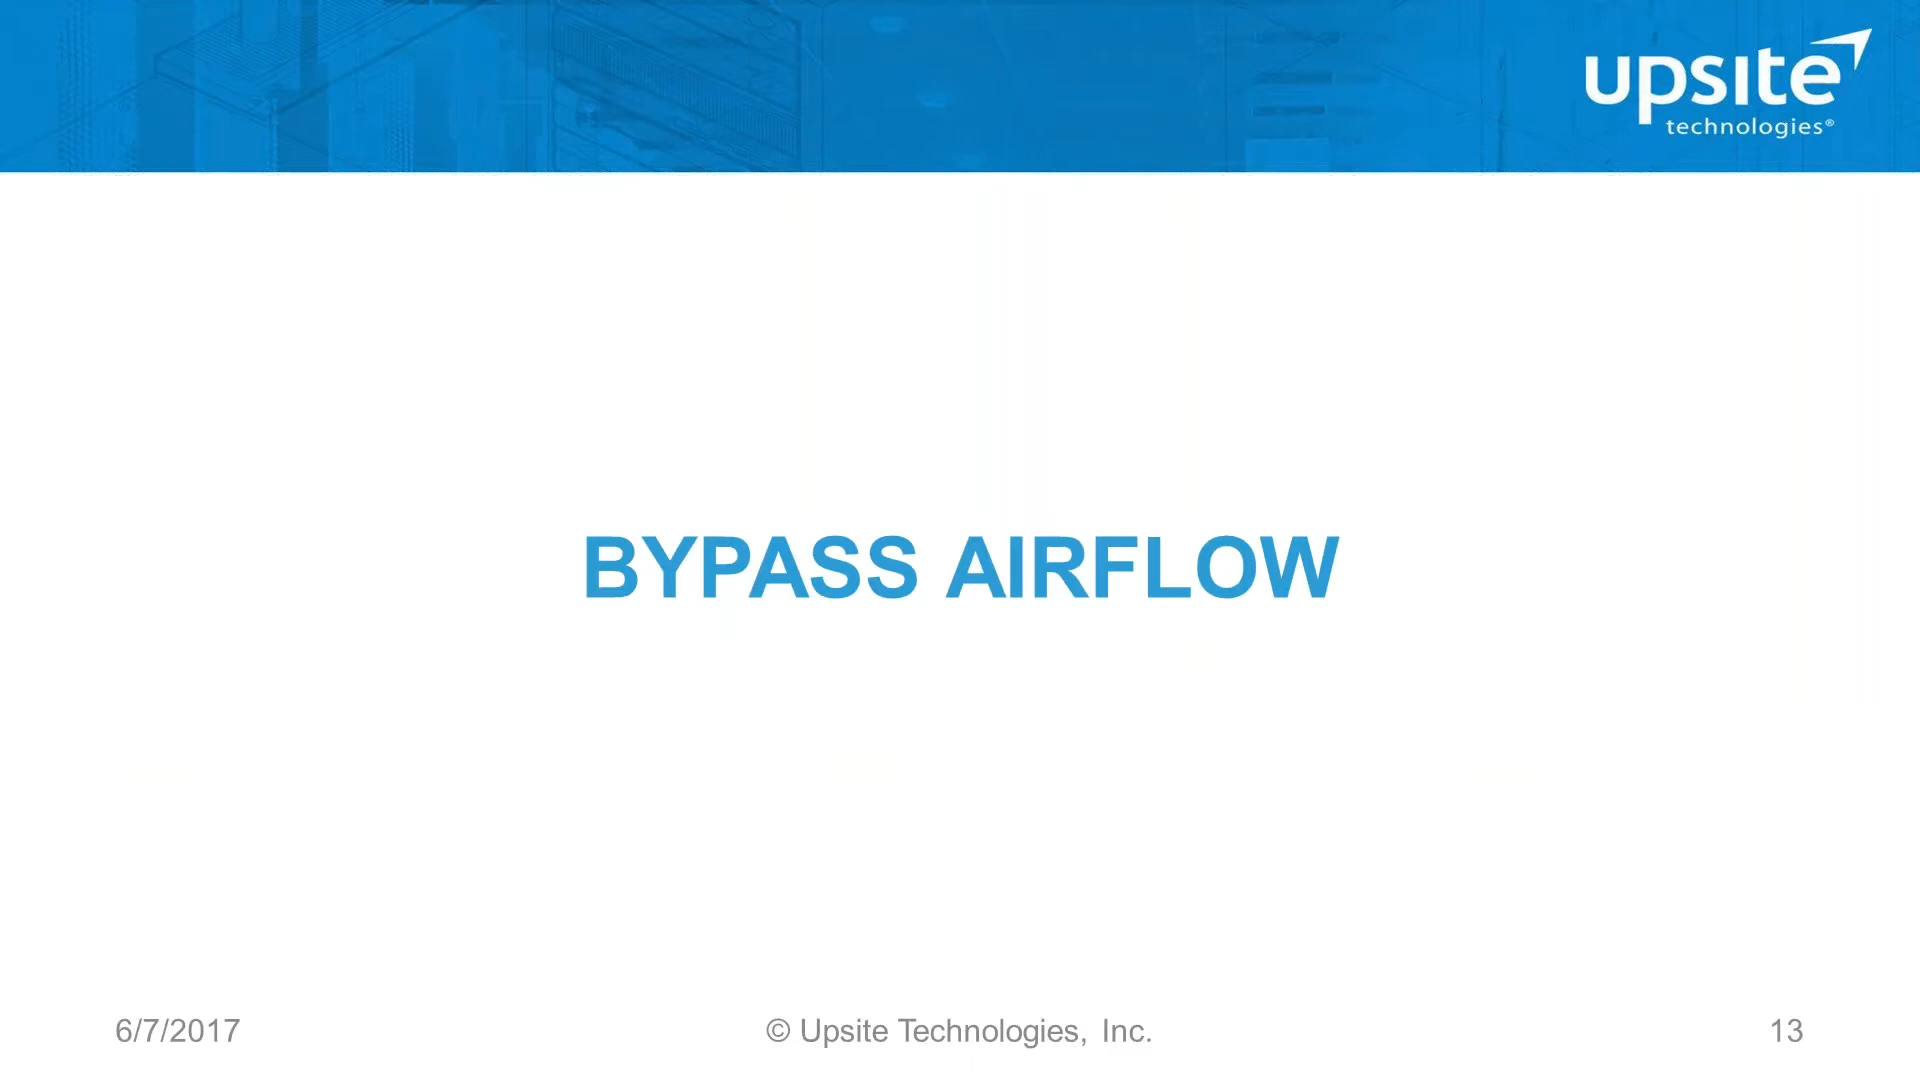 upsite
technologies®
BYPASS AIRFLOW
6/7/2017
© Upsite Technologies, Inc.
13